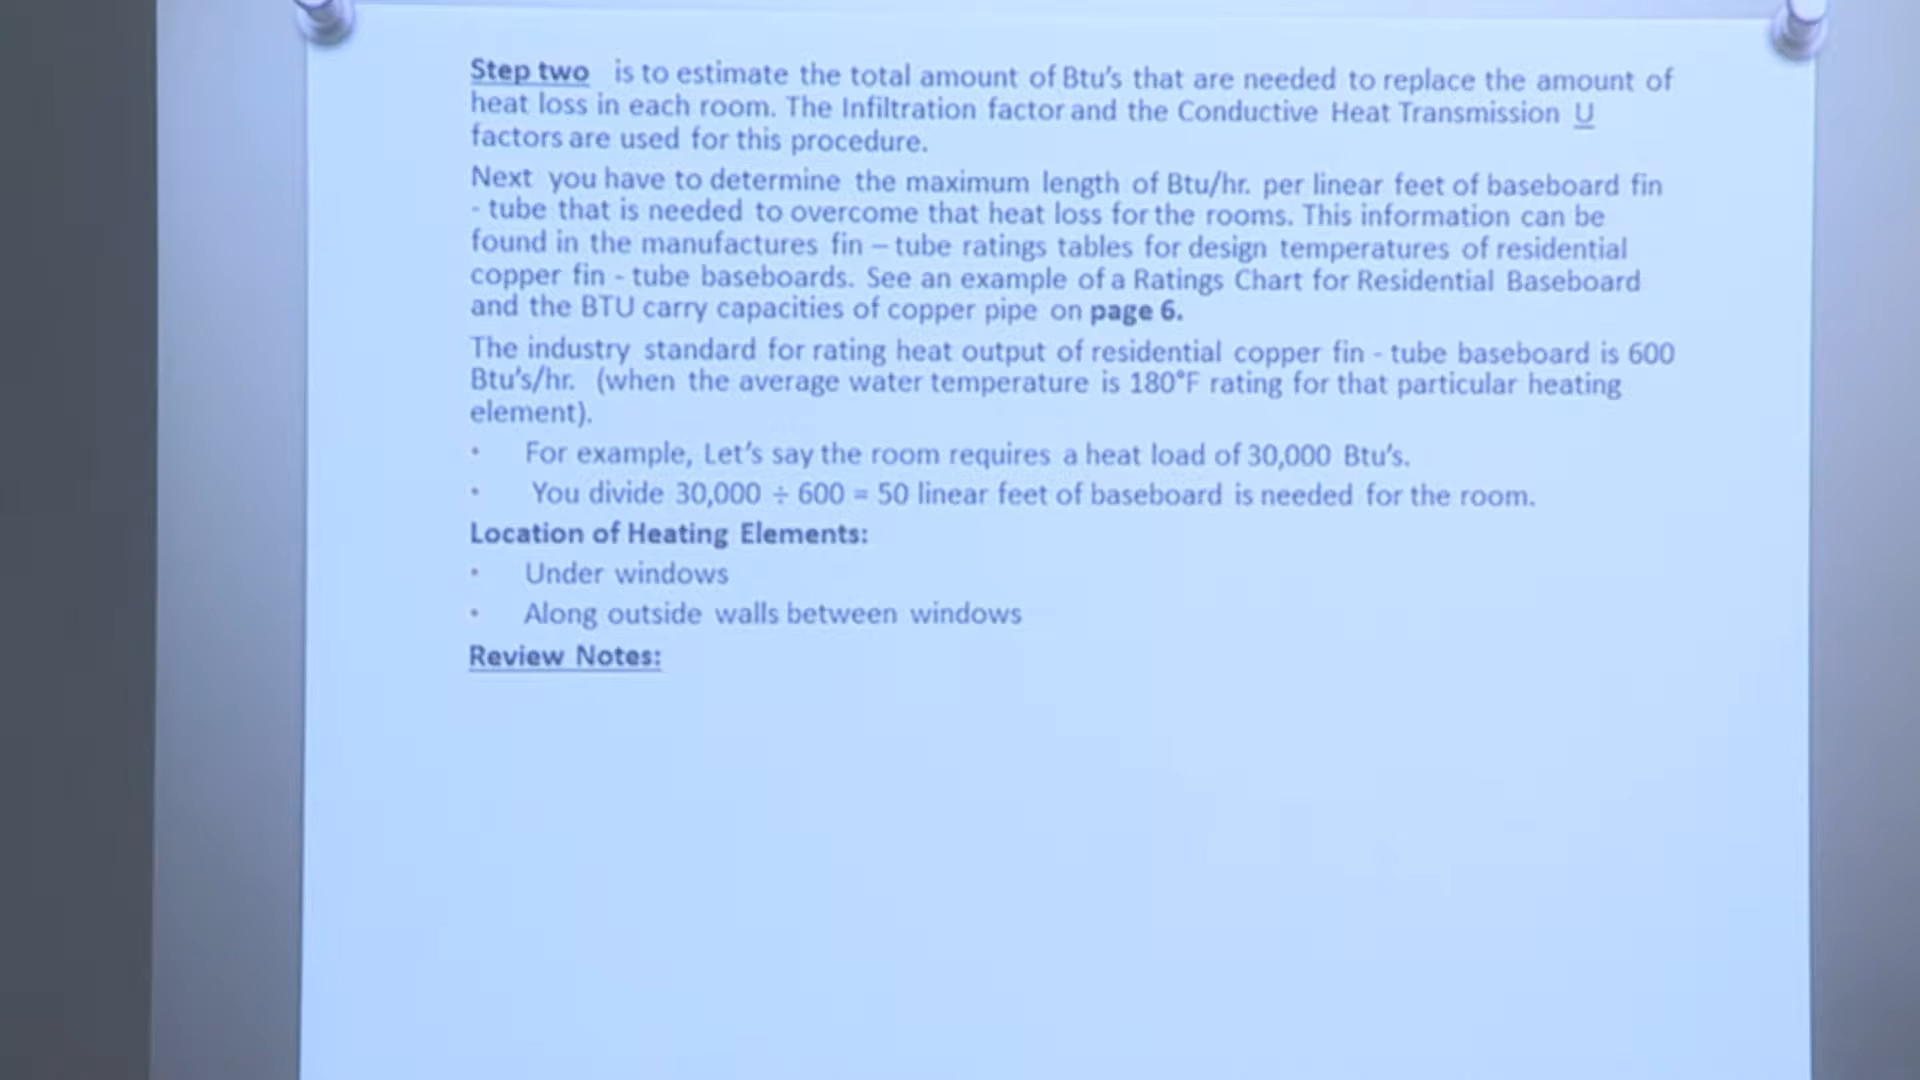 Step two is to estimate the total amount of Btu's that are needed to replace the amount of
heat loss in each room. The Infiltration factor and the Conductive Heat Transmission U
factors are used for this procedure.
Next you have to determine the maximum length of Btu/hr. per linear feet of baseboard fin
- tube that is needed to overcome that heat loss for the rooms. This information can be
found in the manufactures fin – tube ratings tables for design temperatures of residential
copper fin - tube baseboards. See an example of a Ratings Chart for Residential Baseboard
and the BTU carry capacities of copper pipe on page 6.
The industry standard for rating heat output of residential copper fin - tube baseboard is 600
Btu's/hr. (when the average water temperature is 180°F rating for that particular heating
element).
• For example, Let's say the room requires a heat load of 30,000 Btu's.
• You divide 30,000 ÷ 600 = 50 linear feet of baseboard is needed for the room.
Location of Heating Elements:
• Under windows
• Along outside walls between windows
Review Notes: